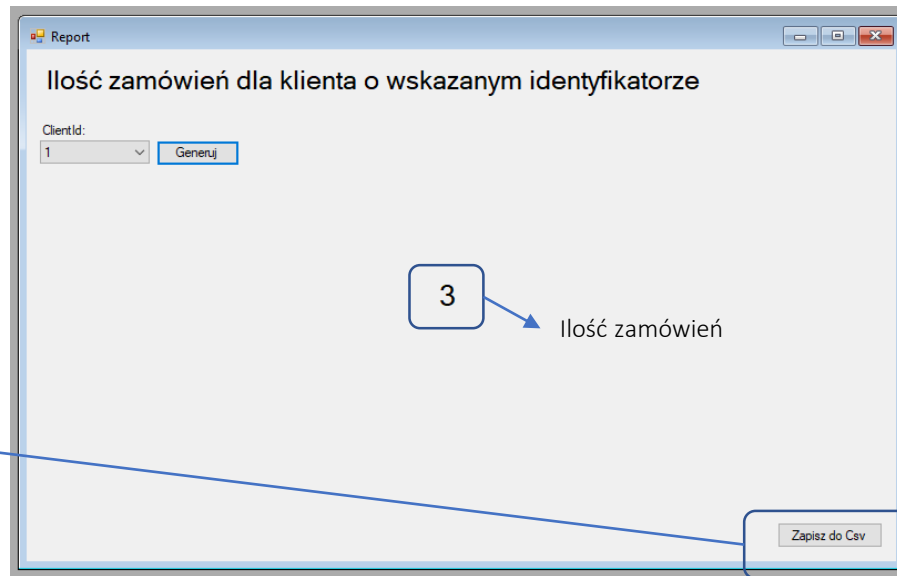 Report
Ilość zamówień dla klienta o wskazanym identyfikatorze
ClientId:
1
Generuj
3
Ilość zamówień
Zapisz do Csv